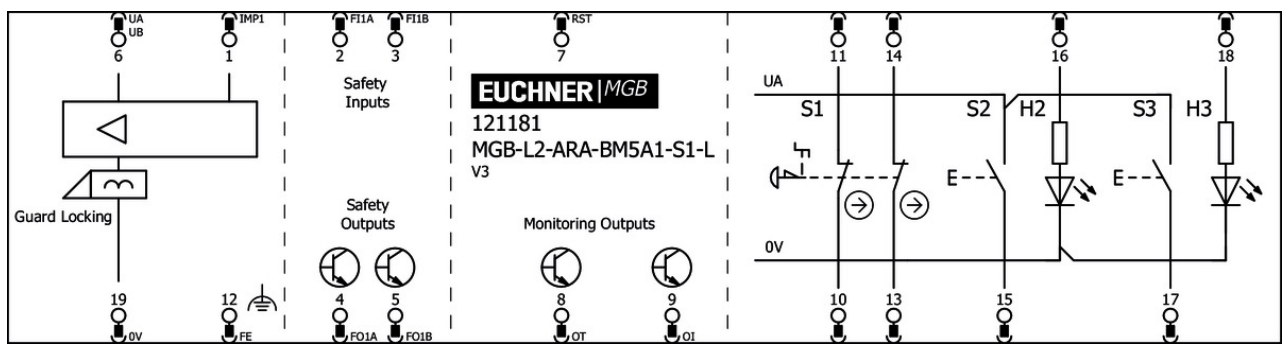 UA
UB
IMP1
FI1A
FI1B
RST
6
1
2
3
7
11
14
16
18
Safety
Inputs
EUCHNER MGB
121181
MGB-L2-ARA-BM5A1-S1-L
V3
UA
S1
S2
H2
S3
H3
E
E
Guard Locking
Safety
Outputs
Monitoring Outputs
0V
19
12
4
5
8
9
10
13
15
17
0V
FE
FO1A
FO1B
OT
OI